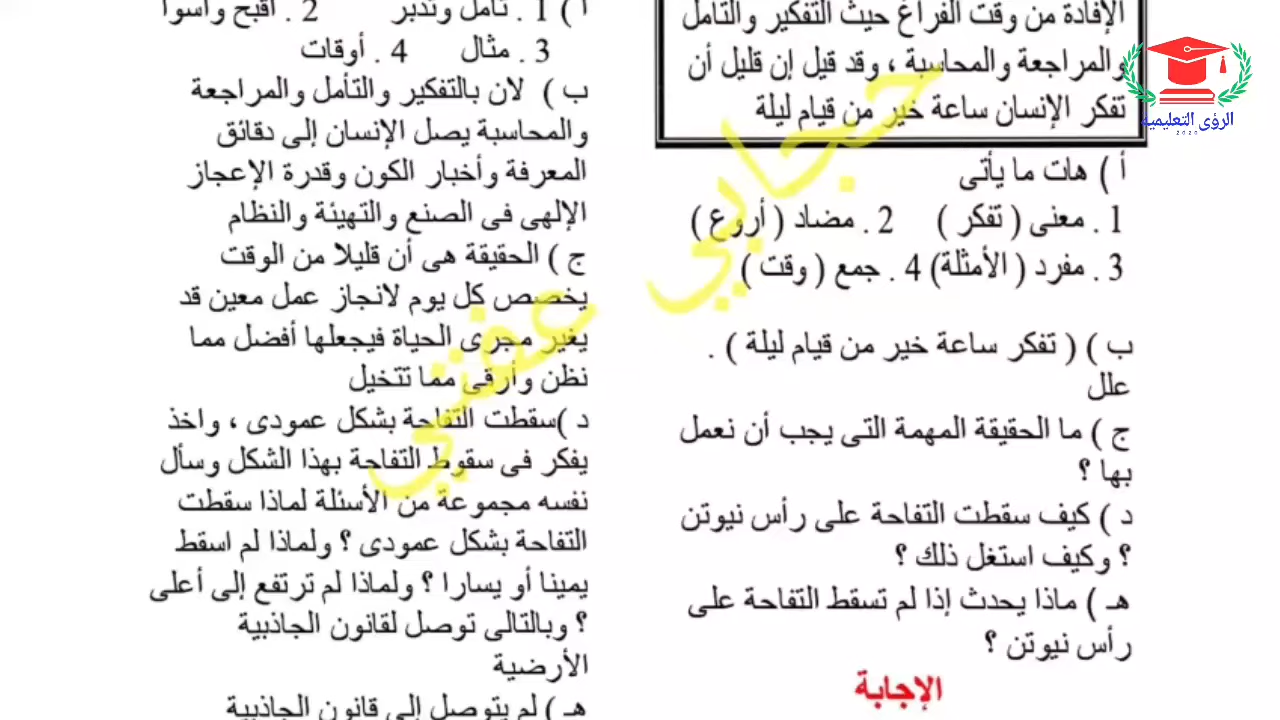 الإفادة من وقت الفراغ حيث التفكير والتأمل
والمراجعة والمحاسبة ، وقد قيل إن قليل أن
تفكر الإنسان ساعة خير من قيام ليلة
أ ) هات ما يأتى
1 . معنى ( تفكر ) 2 . مضاد ( أروع )
3 . مفرد ( الأمثلة) 4 . جمع ( وقت )
ب ) ( تفكر ساعة خير من قيام ليلة ) .
علل
ج ) ما الحقيقة المهمة التى يجب أن نعمل
بها ؟
د ) كيف سقطت التفاحة على رأس نيوتن
؟ وكيف استغل ذلك ؟
هـ ) ماذا يحدث إذا لم تسقط التفاحة على
رأس نيوتن ؟
الإجابة
أ ) 1 . تأمل وتدبر 2 . أقبح وأسوأ
3 . مثال 4 . أوقات
ب ) لان بالتفكير والتأمل والمراجعة
والمحاسبة يصل الإنسان إلى دقائق
المعرفة وأخبار الكون وقدرة الإعجاز
الإلهى فى الصنع والتهيئة والنظام
ج ) الحقيقة هى أن قليلا من الوقت
يخصص كل يوم لانجاز عمل معين قد
يغير مجرى الحياة فيجعلها أفضل مما
نظن وأرقى مما تتخيل
د )سقطت التفاحة بشكل عمودى ، واخذ
يفكر فى سقوط التفاحة بهذا الشكل وسأل
نفسه مجموعة من الأسئلة لماذا سقطت
التفاحة بشكل عمودى ؟ ولماذا لم اسقط
يمينا أو يسارا ؟ ولماذا لم ترتفع إلى أعلى
؟ وبالتالى توصل لقانون الجاذبية
الأرضية
هـ ) لم يتوصل إلى قانون الجاذبية
حجابي عفتي
الرؤى التعليمية
2020